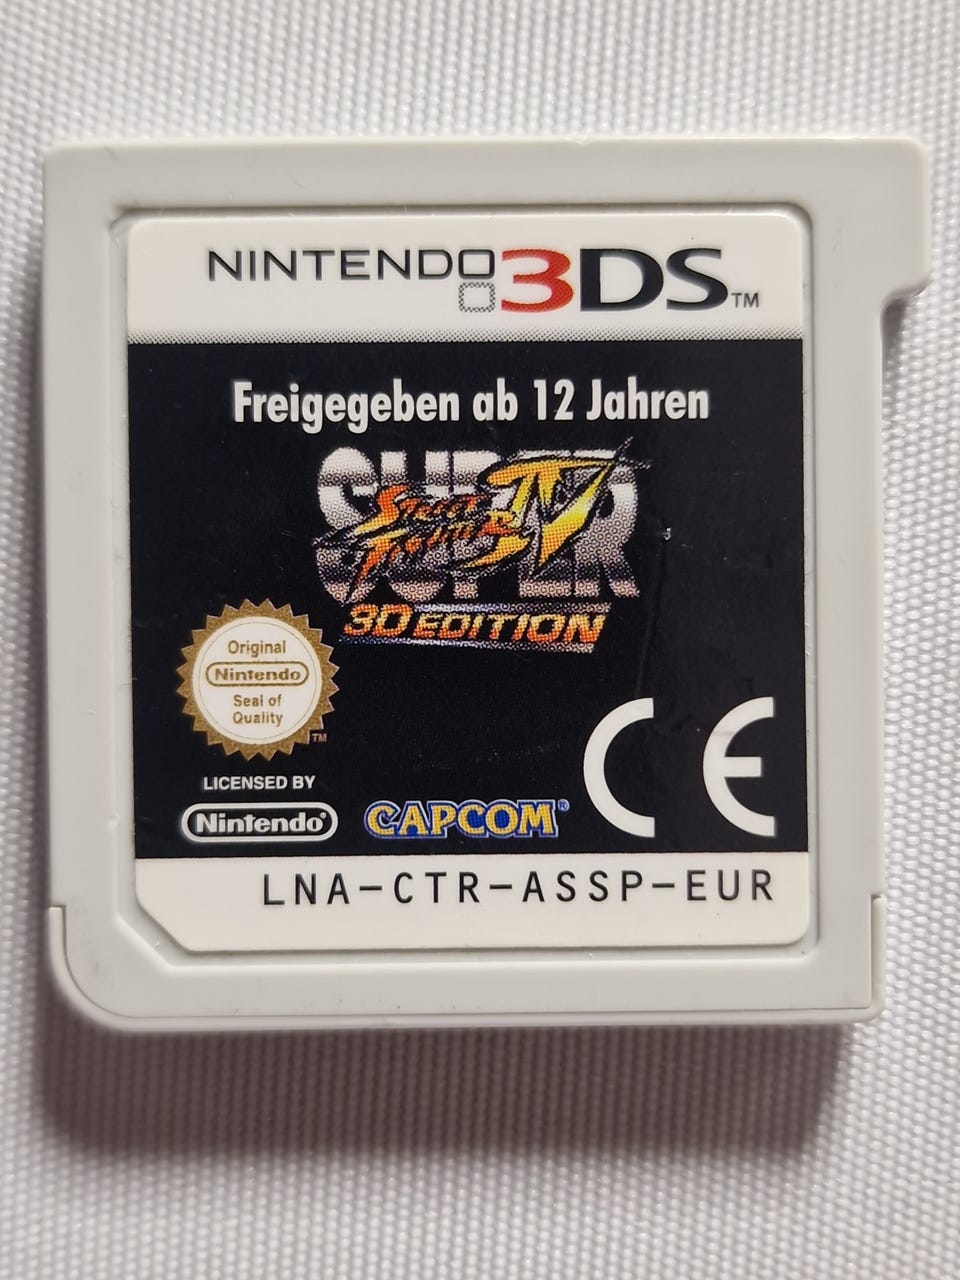 NINTENDO 3DS™
Freigegeben ab 12 Jahren
SUPER
STREET
FIGHTER IV
3D EDITION
Original
Nintendo
Seal of
Quality
TM
LICENSED BY
Nintendo®
CAPCOM®
CE
LNA-CTR-ASSP-EUR